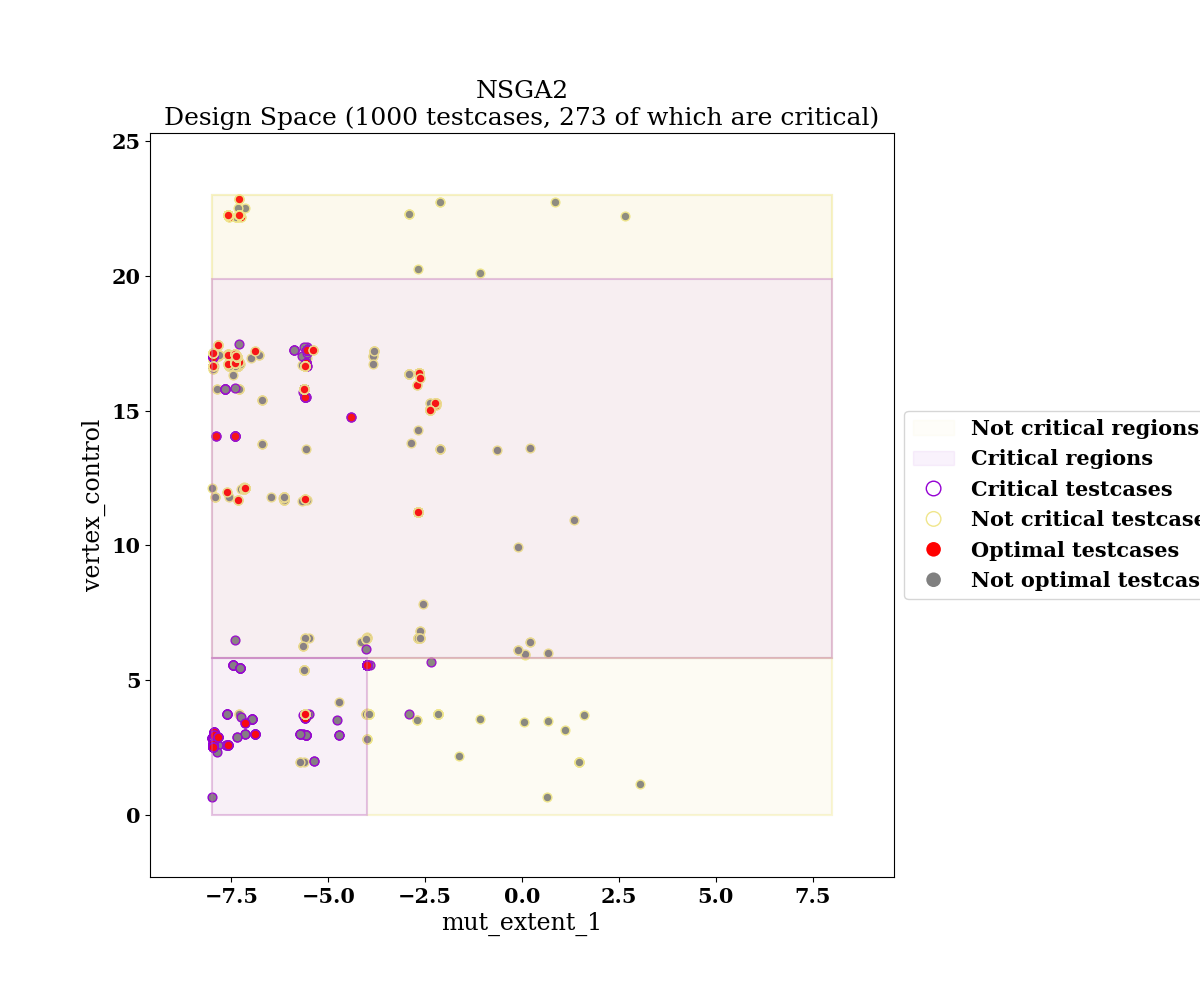 NSGA2
Design Space (1000 testcases, 273 of which are critical)
25
20
15
10
5
0
vertex_control
−7.5
−5.0
−2.5
0.0
2.5
5.0
7.5
mut_extent_1
Not critical regions
Critical regions
Critical testcases
Not critical testcase
Optimal testcases
Not optimal testcas